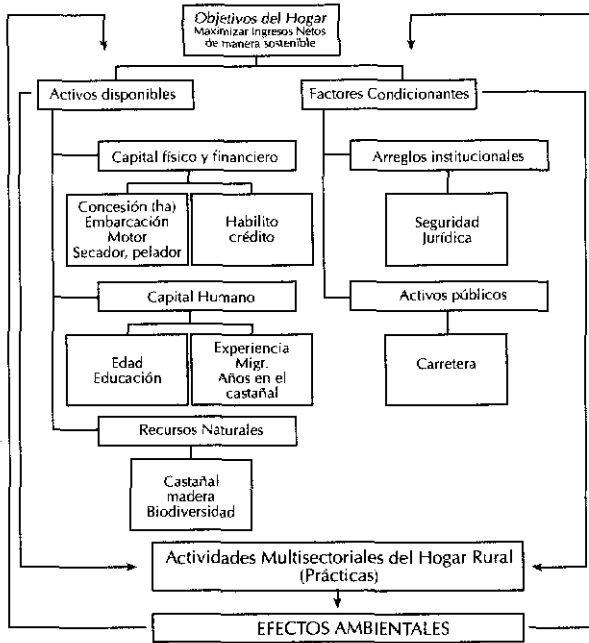 Objetivos del Hogar
Maximizar Ingresos Netos
de manera sostenible
Activos disponibles
Factores Condicionantes
Capital físico y financiero
Arreglos institucionales
Concesión (ha)
Embarcación
Motor
Secador, pelador
Habilito
crédito
Seguridad
Jurídica
Capital Humano
Activos públicos
Edad
Educación
Experiencia
Migr.
Años en el
castañal
Carretera
Recursos Naturales
Castañal
madera
Biodiversidad
Actividades Multisectoriales del Hogar Rural
(Prácticas)
EFECTOS AMBIENTALES